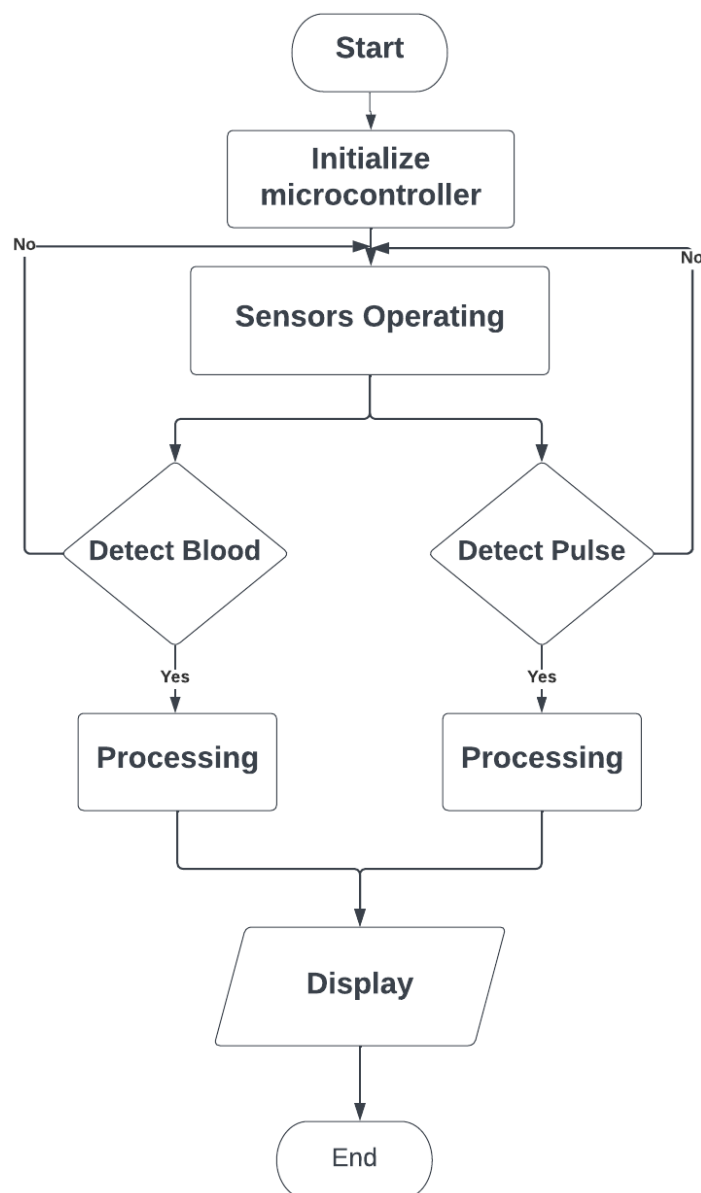 Start
Initialize
microcontroller
No
No
Sensors Operating
Detect Blood
Detect Pulse
Yes
Yes
Processing
Processing
Display
End